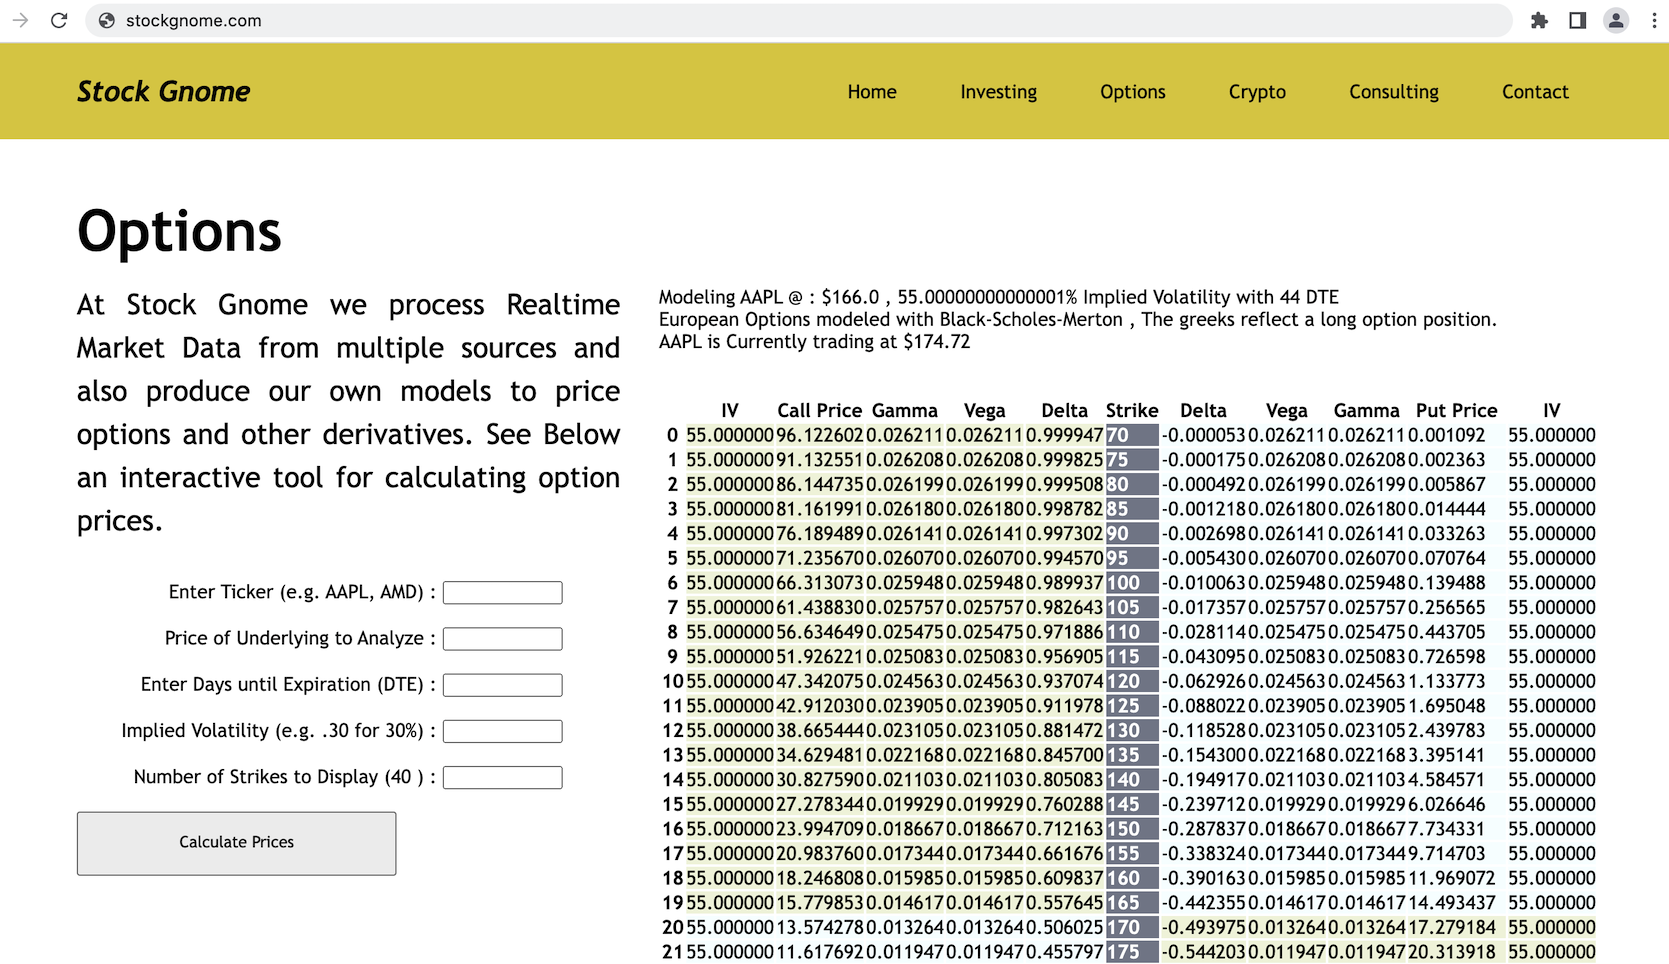 stockgnome.com
Stock Gnome Home Investing Options Crypto Consulting Contact
Options
At Stock Gnome we process Realtime
Market Data from multiple sources and
also produce our own models to price
options and other derivatives. See Below
an interactive tool for calculating option
prices.
Enter Ticker (e.g. AAPL, AMD) :
Price of Underlying to Analyze :
Enter Days until Expiration (DTE) :
Implied Volatility (e.g. .30 for 30%) :
Number of Strikes to Display (40 ) :
Calculate Prices
Modeling AAPL @ : $166.0 , 55.00000000000001% Implied Volatility with 44 DTE
European Options modeled with Black-Scholes-Merton , The greeks reflect a long option position.
AAPL is Currently trading at $174.72
IV Call Price Gamma Vega Delta Strike Delta Vega Gamma Put Price IV
0 55.000000 96.122602 0.026211 0.026211 0.999947 70 -0.000053 0.026211 0.026211 0.001092 55.000000
1 55.000000 91.132551 0.026208 0.026208 0.999825 75 -0.000175 0.026208 0.026208 0.002363 55.000000
2 55.000000 86.144735 0.026199 0.026199 0.999508 80 -0.000492 0.026199 0.026199 0.005867 55.000000
3 55.000000 81.161991 0.026180 0.026180 0.998782 85 -0.001218 0.026180 0.026180 0.014444 55.000000
4 55.000000 76.189489 0.026141 0.026141 0.997302 90 -0.002698 0.026141 0.026141 0.033263 55.000000
5 55.000000 71.235670 0.026070 0.026070 0.994570 95 -0.005430 0.026070 0.026070 0.070764 55.000000
6 55.000000 66.313073 0.025948 0.025948 0.989937 100 -0.010063 0.025948 0.025948 0.139488 55.000000
7 55.000000 61.438830 0.025757 0.025757 0.982643 105 -0.017357 0.025757 0.025757 0.256565 55.000000
8 55.000000 56.634649 0.025475 0.025475 0.971886 110 -0.028114 0.025475 0.025475 0.443705 55.000000
9 55.000000 51.926221 0.025083 0.025083 0.956905 115 -0.043095 0.025083 0.025083 0.726598 55.000000
10 55.000000 47.342075 0.024563 0.024563 0.937074 120 -0.062926 0.024563 0.024563 1.133773 55.000000
11 55.000000 42.912030 0.023905 0.023905 0.911978 125 -0.088022 0.023905 0.023905 1.695048 55.000000
12 55.000000 38.665444 0.023105 0.023105 0.881472 130 -0.118528 0.023105 0.023105 2.439783 55.000000
13 55.000000 34.629481 0.022168 0.022168 0.845700 135 -0.154300 0.022168 0.022168 3.395141 55.000000
14 55.000000 30.827590 0.021103 0.021103 0.805083 140 -0.194917 0.021103 0.021103 4.584571 55.000000
15 55.000000 27.278344 0.019929 0.019929 0.760288 145 -0.239712 0.019929 0.019929 6.026646 55.000000
16 55.000000 23.994709 0.018667 0.018667 0.712163 150 -0.287837 0.018667 0.018667 7.734331 55.000000
17 55.000000 20.983760 0.017344 0.017344 0.661676 155 -0.338324 0.017344 0.017344 9.714703 55.000000
18 55.000000 18.246808 0.015985 0.015985 0.609837 160 -0.390163 0.015985 0.015985 11.969072 55.000000
19 55.000000 15.779853 0.014617 0.014617 0.557645 165 -0.442355 0.014617 0.014617 14.493437 55.000000
20 55.000000 13.574278 0.013264 0.013264 0.506025 170 -0.493975 0.013264 0.013264 17.279184 55.000000
21 55.000000 11.617692 0.011947 0.011947 0.455797 175 -0.544203 0.011947 0.011947 20.313918 55.000000